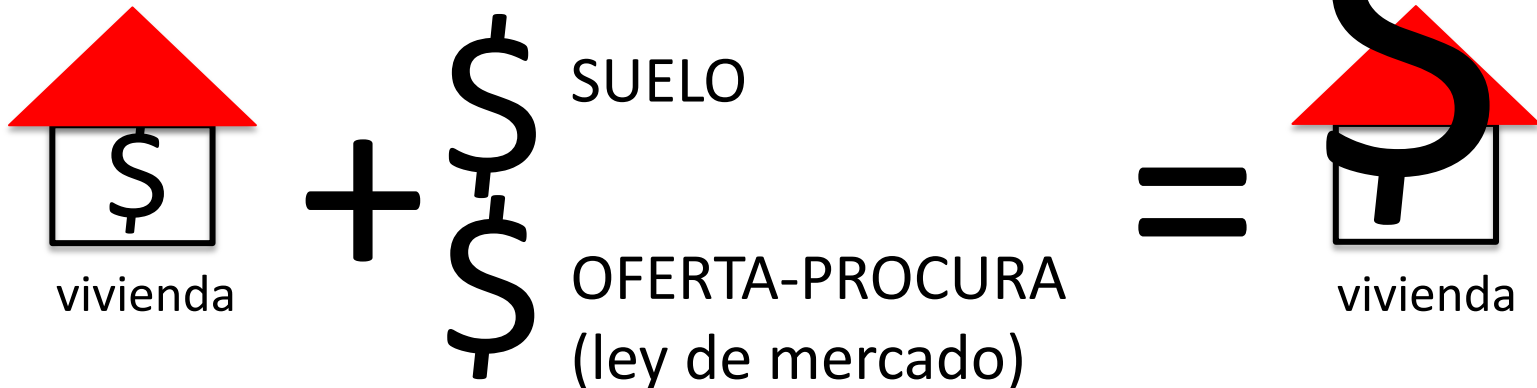 $
vivienda
+
$ SUELO
$ OFERTA-PROCURA
(ley de mercado)
=
$
vivienda